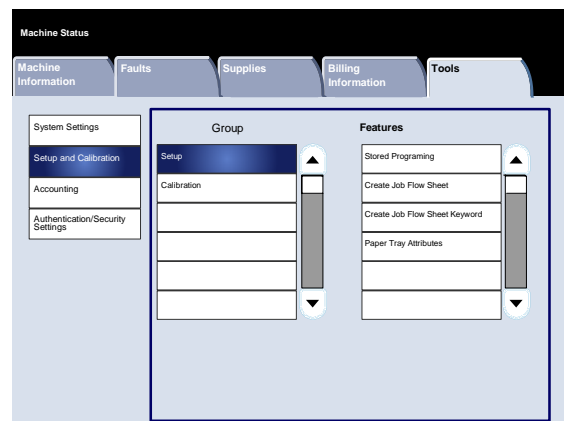 Machine Status
Machine Information
Faults
Supplies
Billing Information
Tools
System Settings
Setup and Calibration
Accounting
Authentication/Security
Settings
Group
Features
Setup
Calibration
Stored Programing
Create Job Flow Sheet
Create Job Flow Sheet Keyword
Paper Tray Attributes